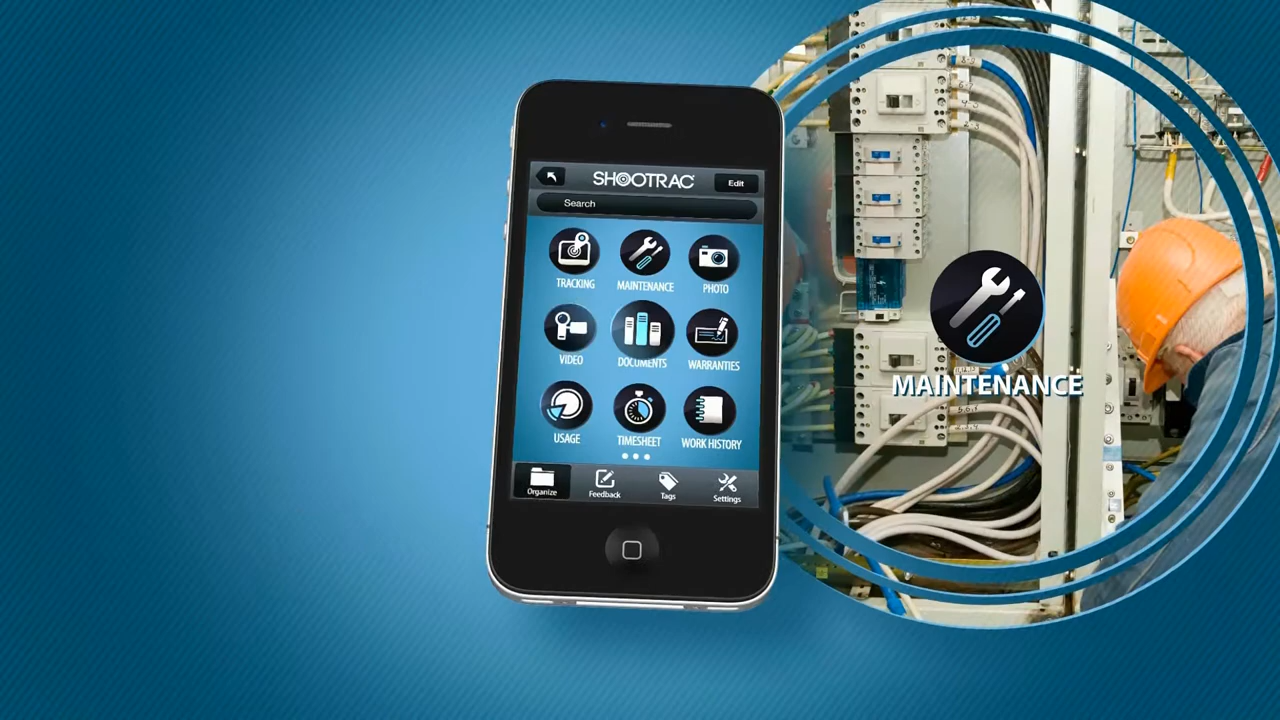 SHOOTRAC
Edit
Search
TRACKING
MAINTENANCE
PHOTO
VIDEO
DOCUMENTS
WARRANTIES
USAGE
TIMESHEET
WORK HISTORY
Organize
Feedback
Tags
Settings
MAINTENANCE